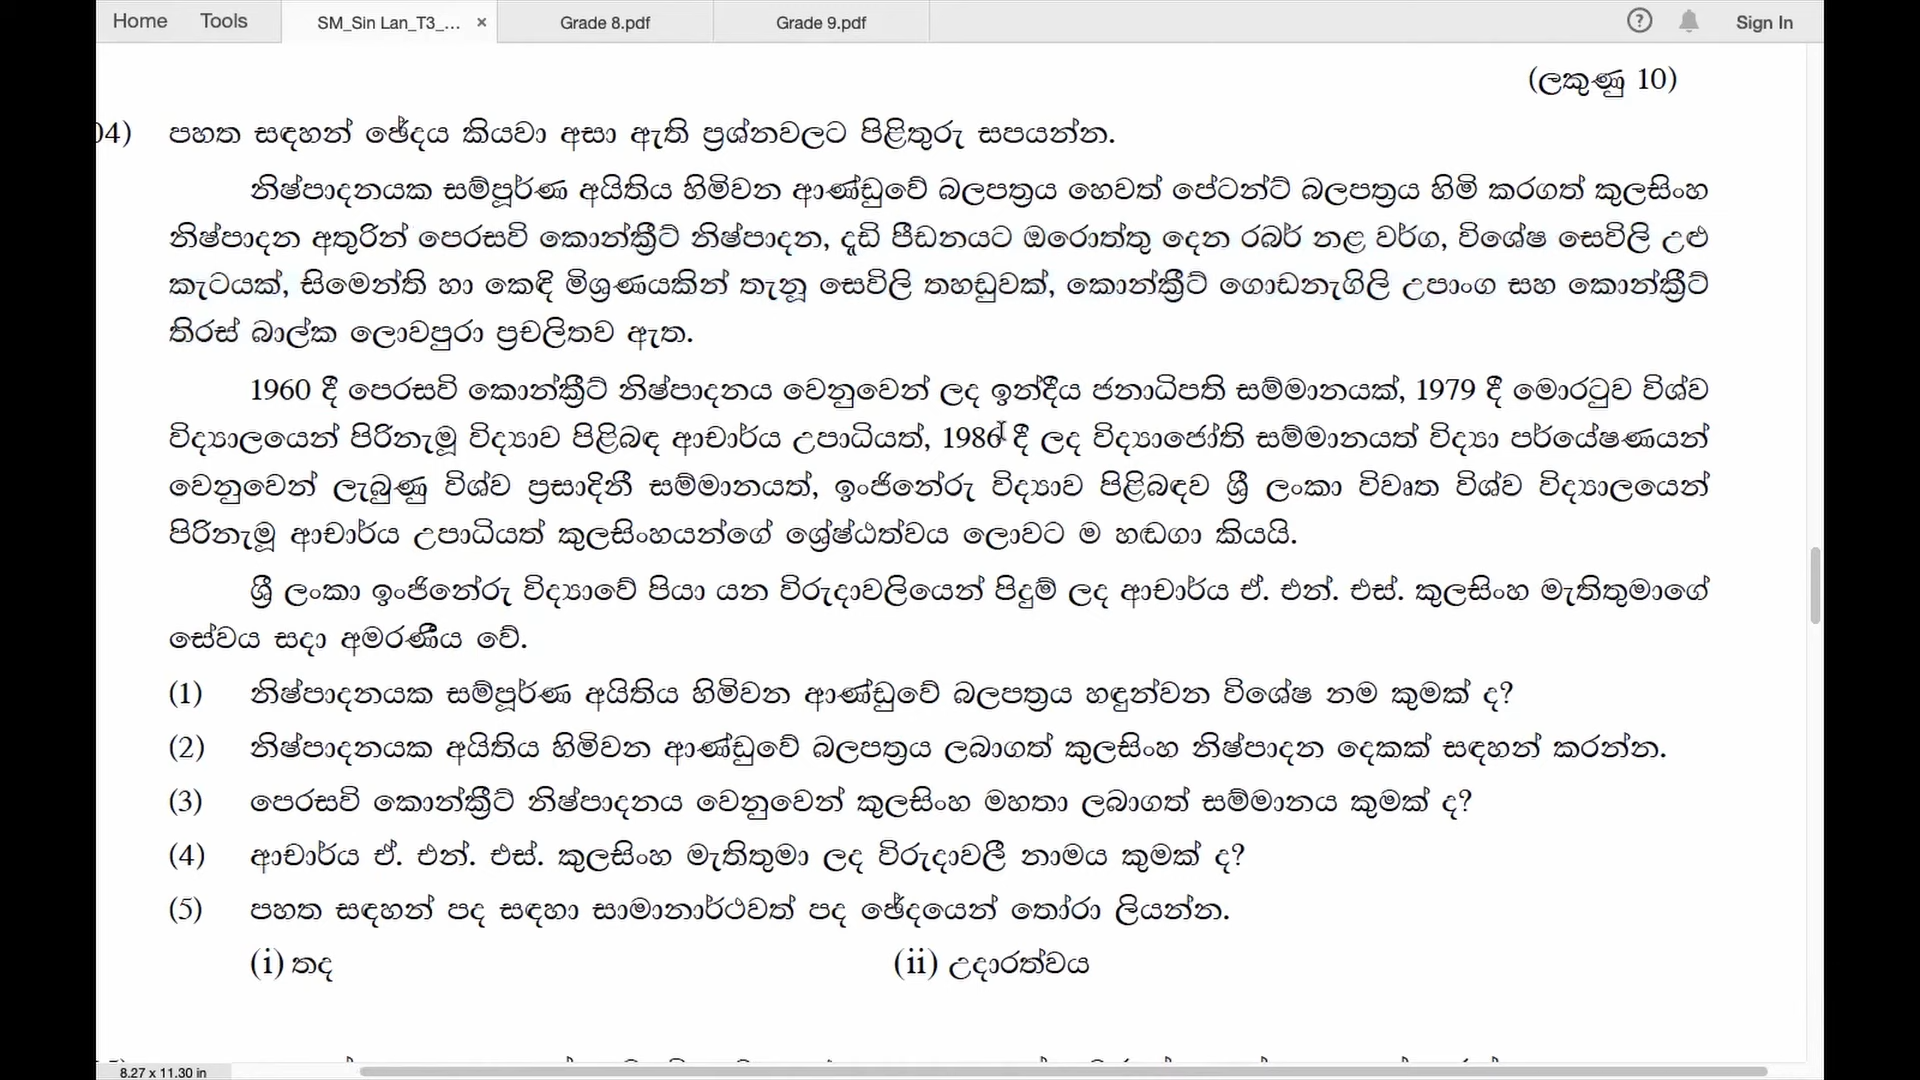 Home Tools SM_Sin Lan_T3_... × Grade 8.pdf Grade 9.pdf ? Sign In
(ලකුණු 10)
04) පහත සඳහන් ඡේදය කියවා අසා ඇති ප්‍රශ්නවලට පිළිතුරු සපයන්න.
නිෂ්පාදනයක සම්පූර්ණ අයිතිය හිමිවන ආණ්ඩුවේ බලපත්‍රය හෙවත් පේටන්ට් බලපත්‍රය හිමි කරගත් කුලසිංහ
නිෂ්පාදන අතුරින් පෙරසවි කොන්ක්‍රීට් නිෂ්පාදන, දැඩි පීඩනයට ඔරොත්තු දෙන රබර් නළ වර්ග, විශේෂ සෙවිලි උළු
කැටයක්, සිමෙන්ති හා කෙඳි මිශ්‍රණයකින් තැනූ සෙවිලි තහඩුවක්, කොන්ක්‍රීට් ගොඩනැගිලි උපාංග සහ කොන්ක්‍රීට්
තිරස් බාල්ක ලොවපුරා ප්‍රචලිතව ඇත.
1960 දී පෙරසවි කොන්ක්‍රීට් නිෂ්පාදනය වෙනුවෙන් ලද ඉන්දීය ජනාධිපති සම්මානයක්, 1979 දී මොරටුව විශ්ව
විද්‍යාලයෙන් පිරිනැමූ විද්‍යාව පිළිබඳ ආචාර්ය උපාධියත්, 1986 දී ලද විද්‍යාජෝති සම්මානයත් විද්‍යා පර්යේෂණයන්
වෙනුවෙන් ලැබුණු විශ්ව ප්‍රසාදිනී සම්මානයත්, ඉංජිනේරු විද්‍යාව පිළිබඳව ශ්‍රී ලංකා විවෘත විශ්ව විද්‍යාලයෙන්
පිරිනැමූ ආචාර්ය උපාධියත් කුලසිංහයන්ගේ ශ්‍රේෂ්ඨත්වය ලොවට ම හඬගා කියයි.
ශ්‍රී ලංකා ඉංජිනේරු විද්‍යාවේ පියා යන විරුදාවලියෙන් පිදුම් ලද ආචාර්ය ඒ. එන්. එස්. කුලසිංහ මැතිතුමාගේ
සේවය සදා අමරණීය වේ.
(1) නිෂ්පාදනයක සම්පූර්ණ අයිතිය හිමිවන ආණ්ඩුවේ බලපත්‍රය හඳුන්වන විශේෂ නම කුමක් ද?
(2) නිෂ්පාදනයක අයිතිය හිමිවන ආණ්ඩුවේ බලපත්‍රය ලබාගත් කුලසිංහ නිෂ්පාදන දෙකක් සඳහන් කරන්න.
(3) පෙරසවි කොන්ක්‍රීට් නිෂ්පාදනය වෙනුවෙන් කුලසිංහ මහතා ලබාගත් සම්මානය කුමක් ද?
(4) ආචාර්ය ඒ. එන්. එස්. කුලසිංහ මැතිතුමා ලද විරුදාවලී නාමය කුමක් ද?
(5) පහත සඳහන් පද සඳහා සාමානාර්ථවත් පද ඡේදයෙන් තෝරා ලියන්න.
(i) තද (ii) උදාරත්වය
8.27 x 11.30 in